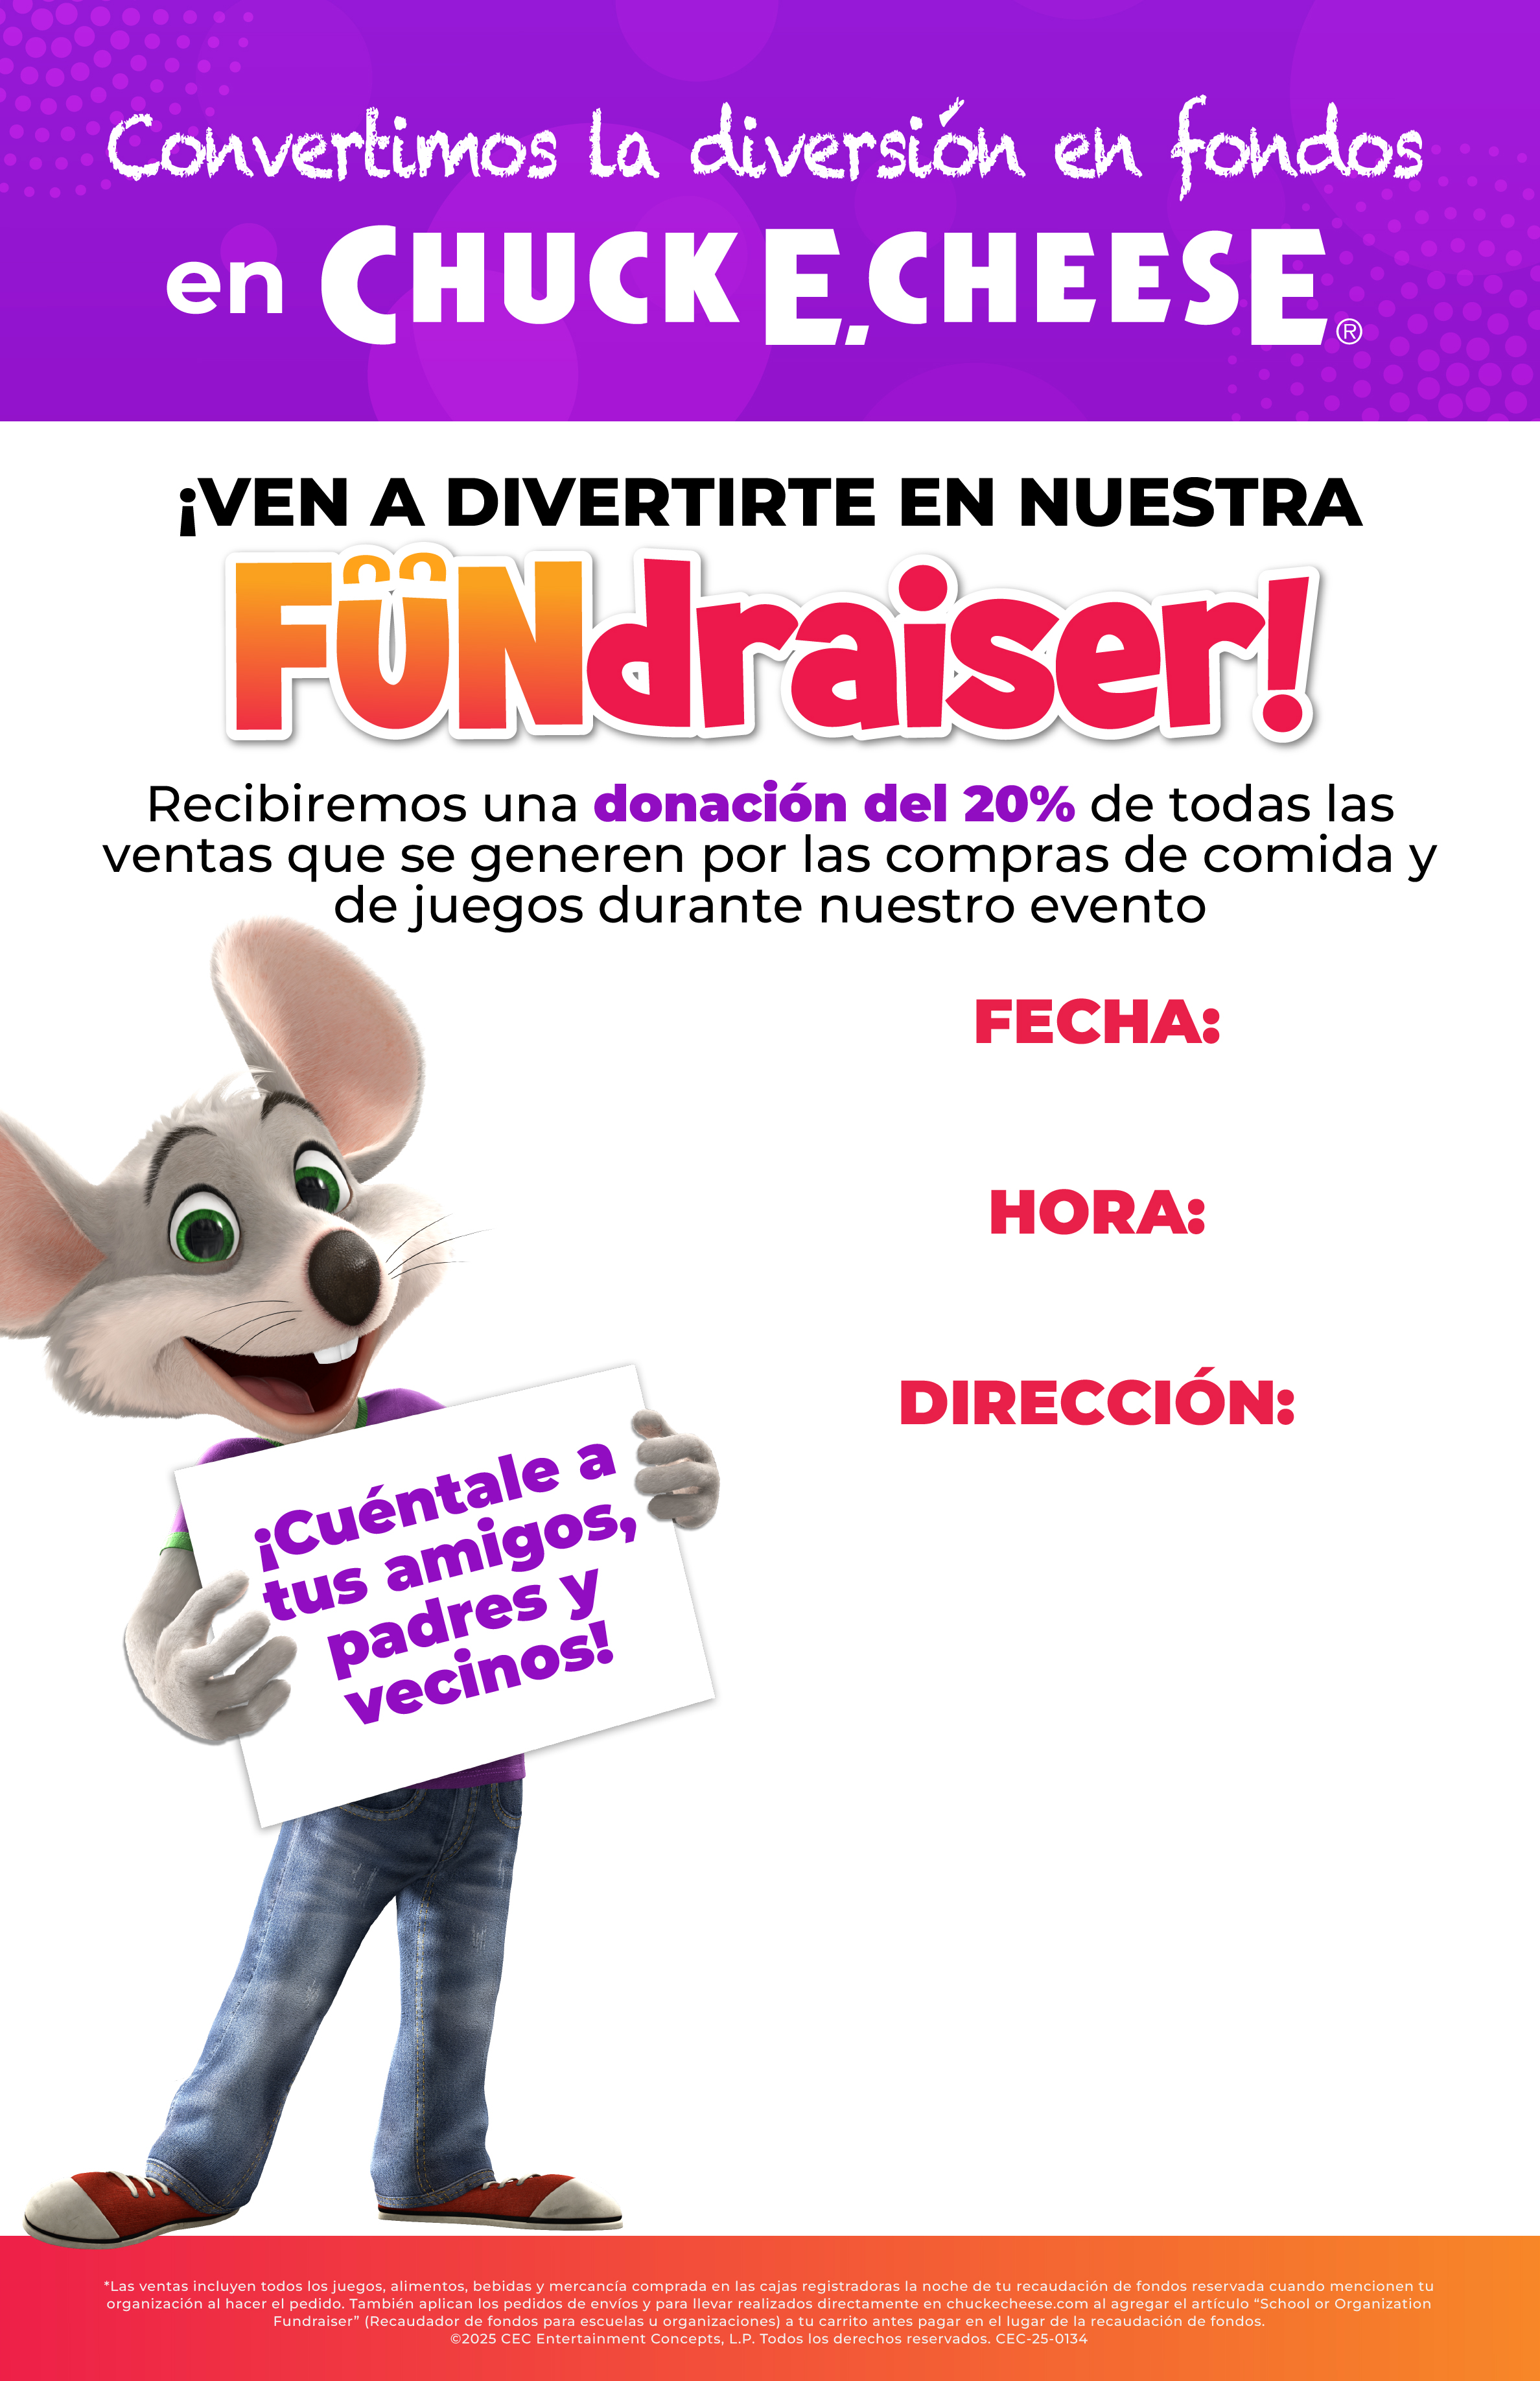 Convertimos la diversión en fondos
en CHUCK E. CHEESE®
¡VEN A DIVERTIRTE EN NUESTRA
FÜNdraiser!
Recibiremos una donación del 20% de todas las
ventas que se generen por las compras de comida y
de juegos durante nuestro evento
FECHA:
HORA:
DIRECCIÓN:
¡Cuéntale a
tus amigos,
padres y
vecinos!
*Las ventas incluyen todos los juegos, alimentos, bebidas y mercancía comprada en las cajas registradoras la noche de tu recaudación de fondos reservada cuando mencionen tu
organización al hacer el pedido. También aplican los pedidos de envíos y para llevar realizados directamente en chuckecheese.com al agregar el artículo “School or Organization
Fundraiser” (Recaudador de fondos para escuelas u organizaciones) a tu carrito antes pagar en el lugar de la recaudación de fondos.
©2025 CEC Entertainment Concepts, L.P. Todos los derechos reservados. CEC-25-0134